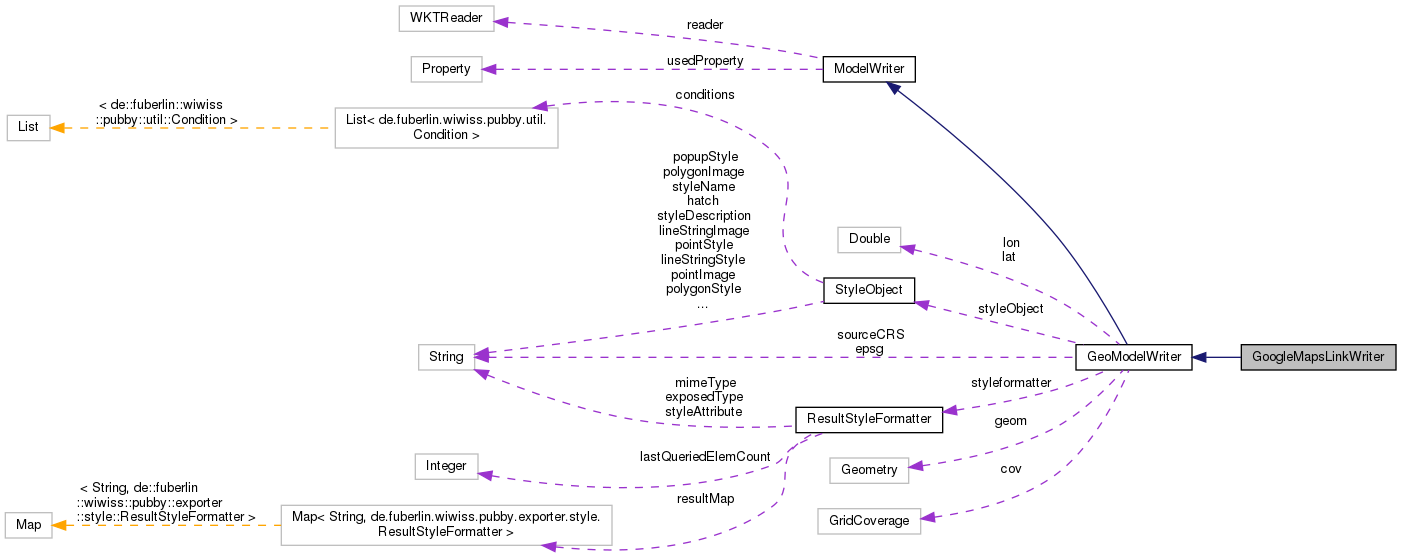 WKTReader
reader
Property
usedProperty
ModelWriter
List
< de::fuberlin::wiwiss
::pubby::util::Condition >
List< de.fuberlin.wiwiss.pubby.util.
Condition >
conditions
popupStyle
polygonImage
styleName
hatch
styleDescription
lineStringImage
pointStyle
lineStringStyle
pointImage
polygonStyle
...
Double
lon
lat
StyleObject
styleObject
String
sourceCRS
epsg
GeoModelWriter
GoogleMapsLinkWriter
mimeType
exposedType
styleAttribute
ResultStyleFormatter
styleformatter
geom
Integer
lastQueriedElemCount
Geometry
cov
resultMap
Map
< String, de::fuberlin
::wiwiss::pubby::exporter
::style::ResultStyleFormatter >
Map< String, de.fuberlin.wiwiss.pubby.exporter.style.
ResultStyleFormatter >
GridCoverage